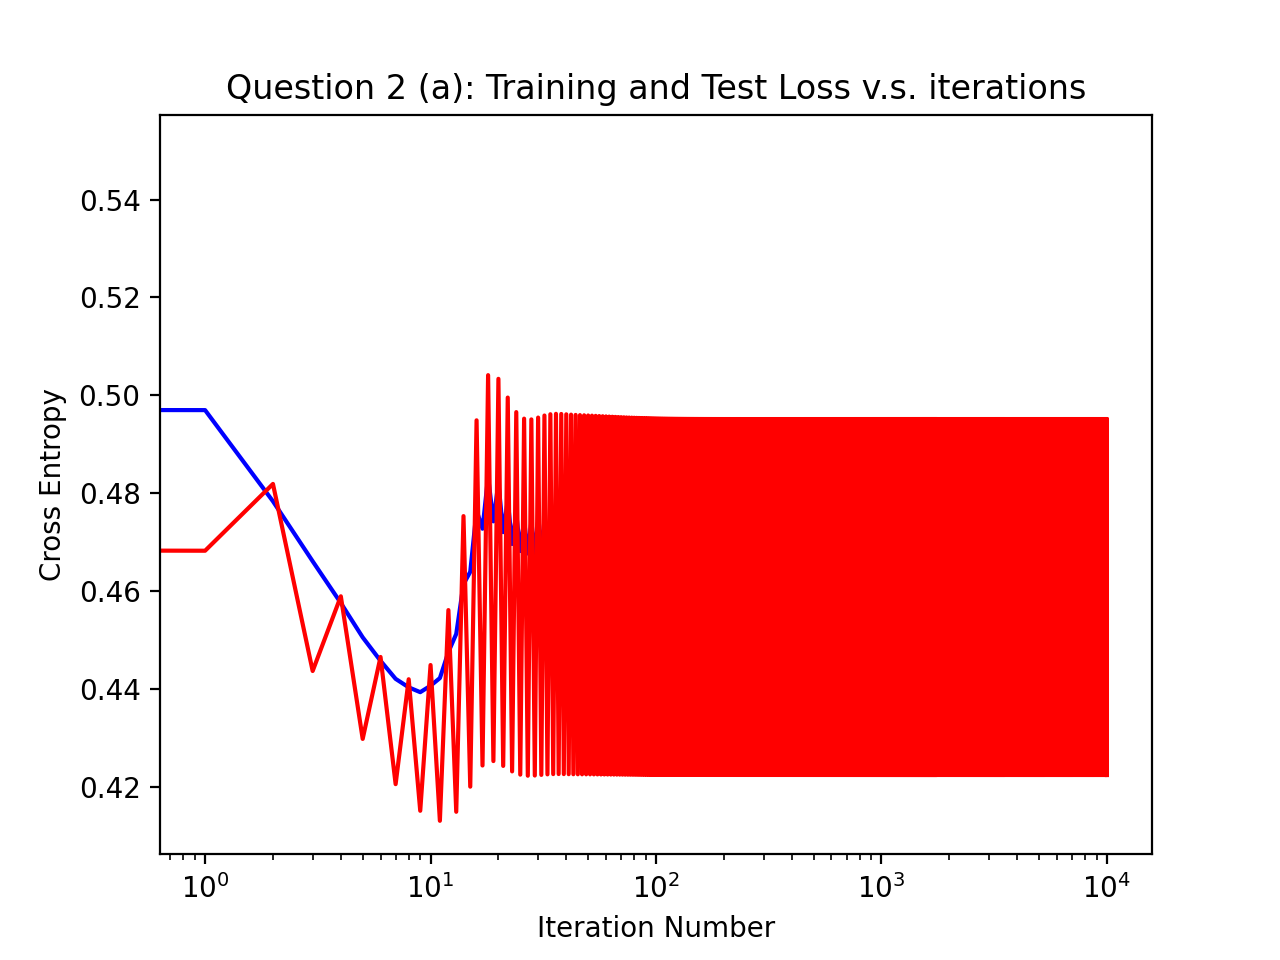 Question 2 (a): Training and Test Loss v.s. iterations
0.54
0.52
0.50
0.48
0.46
0.44
0.42
Cross Entropy
10⁰ 10¹ 10² 10³ 10⁴
Iteration Number